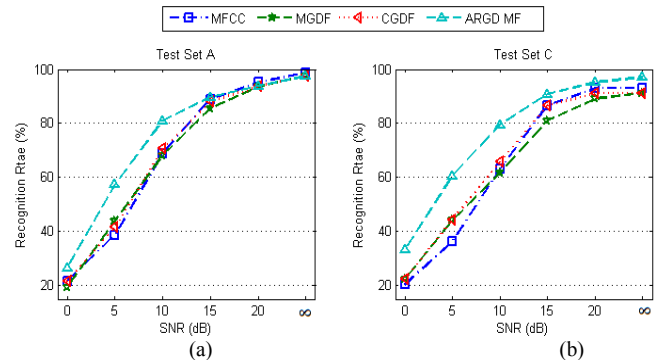 MFCC MGDF CGDF ARGD MF
Test Set A
Test Set C
Recognition Rtae (%)
100
80
60
40
20
0 5 10 15 20 ∞
SNR (dB)
(a)
Recognition Rtae (%)
100
80
60
40
20
0 5 10 15 20 ∞
SNR (dB)
(b)